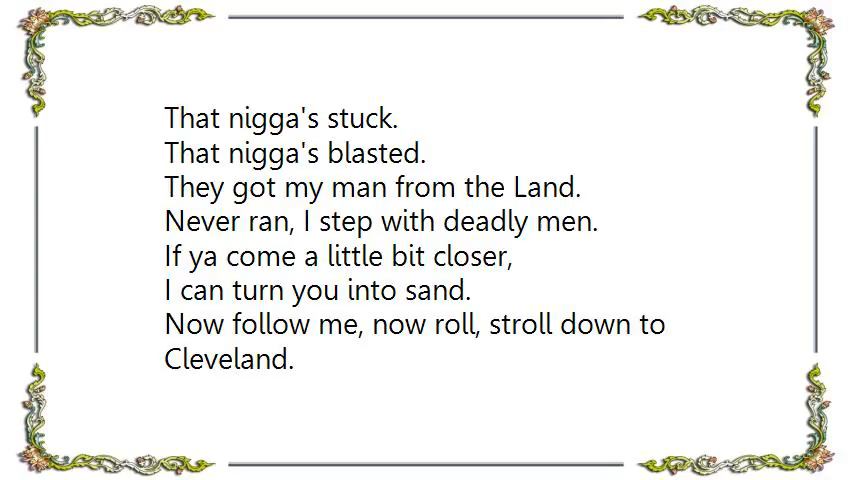 That nigga's stuck.
That nigga's blasted.
They got my man from the Land.
Never ran, I step with deadly men.
If ya come a little bit closer,
I can turn you into sand.
Now follow me, now roll, stroll down to
Cleveland.